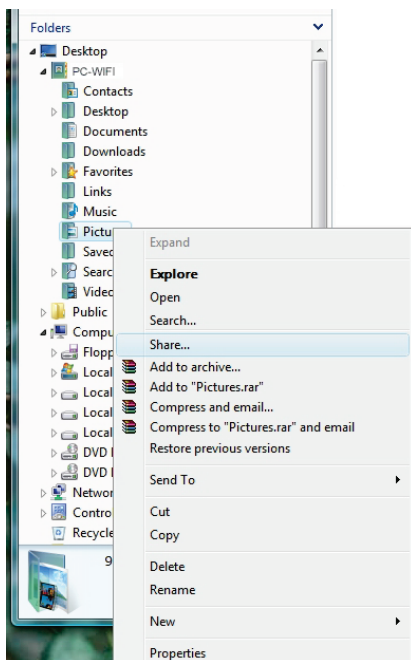 Folders
Desktop
PC-WIFI
Contacts
Desktop
Documents
Downloads
Favorites
Links
Music
Pictu
Saved
Searc
Video
Public
Compu
Flopp
Local
Local
Local
Local
DVD
DVD
Networ
Contro
Recycle
9
Expand
Explore
Open
Search...
Share...
Add to archive...
Add to "Pictures.rar"
Compress and email...
Compress to "Pictures.rar" and email
Restore previous versions
Send To
Cut
Copy
Delete
Rename
New
Properties